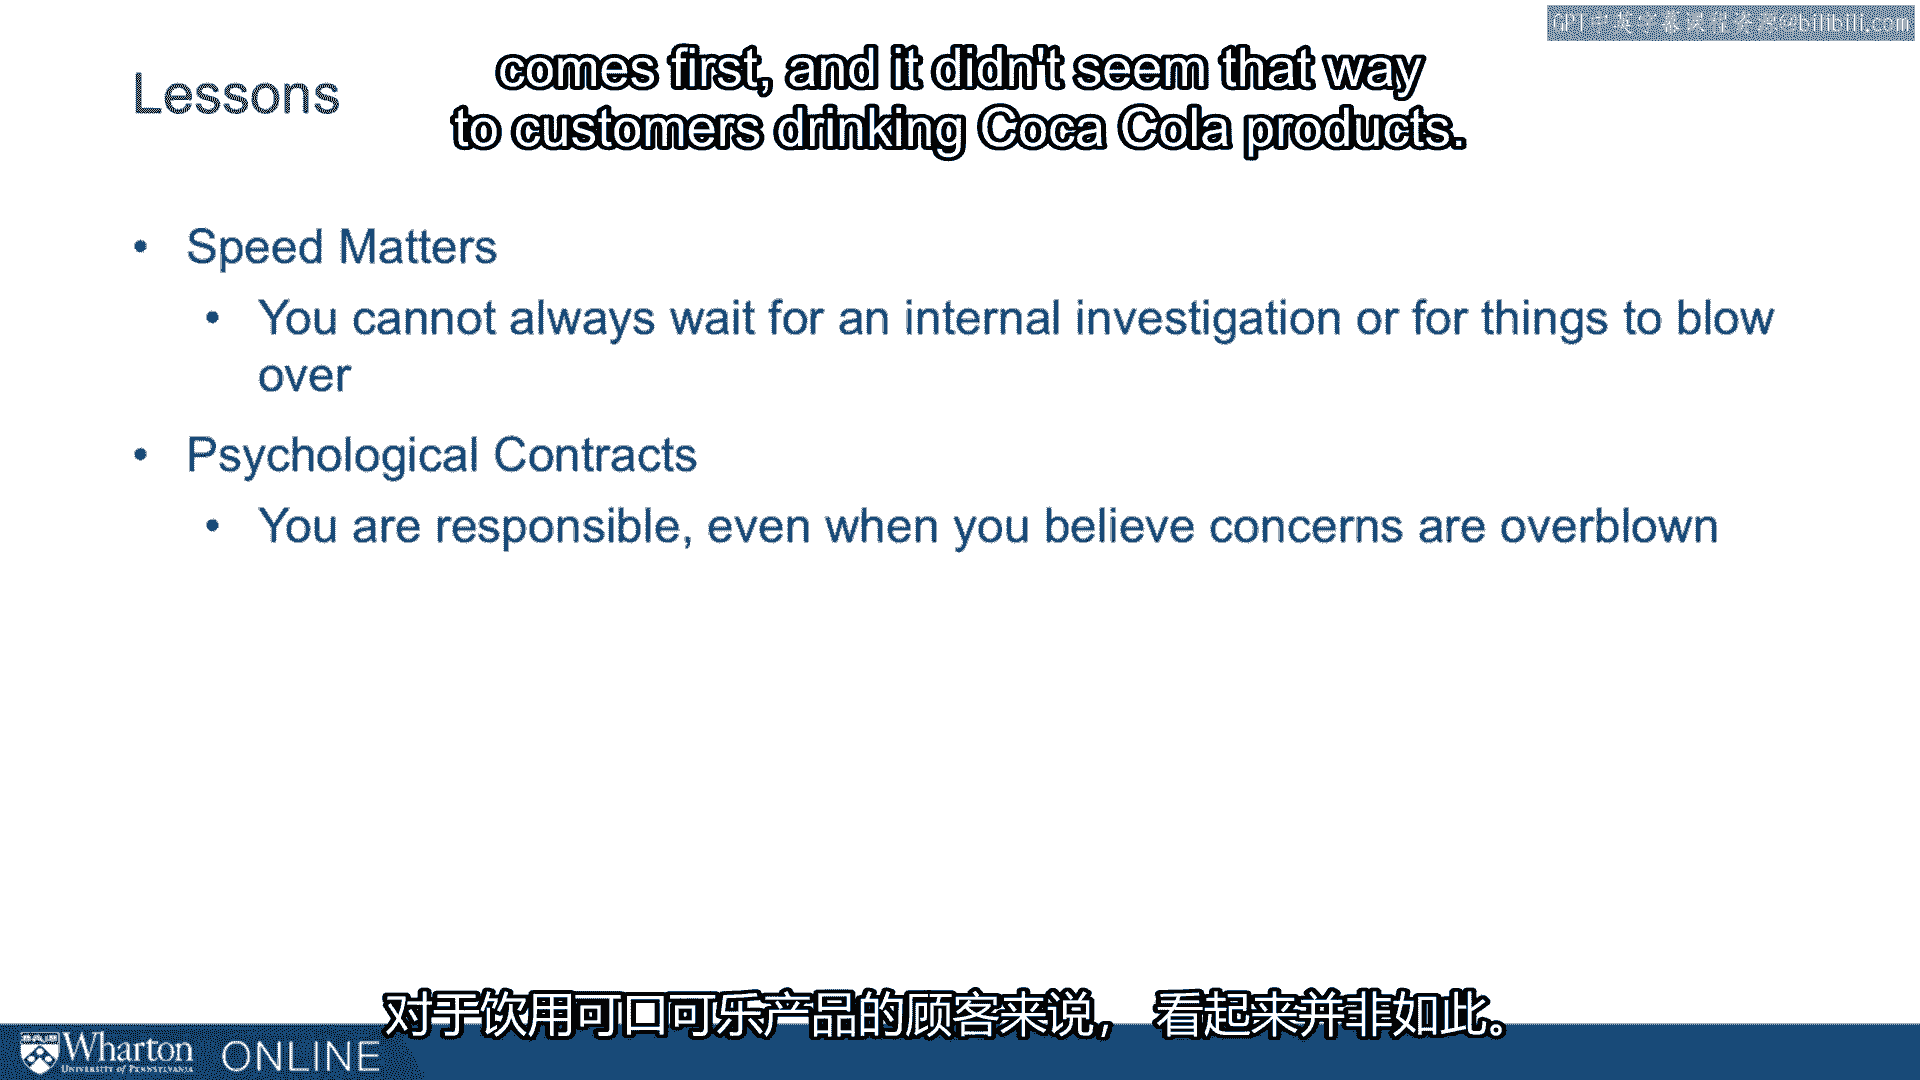 GPT中英字幕课程资源@bilibili.com
comes first, and it didn't seem that way
to customers drinking Coca Cola products.
Lessons
• Speed Matters
• You cannot always wait for an internal investigation or for things to blow
over
• Psychological Contracts
• You are responsible, even when you believe concerns are overblown
对于饮用可口可乐产品的顾客来说， 看起来并非如此。
Wharton ONLINE
UNIVERSITY of PENNSYLVANIA